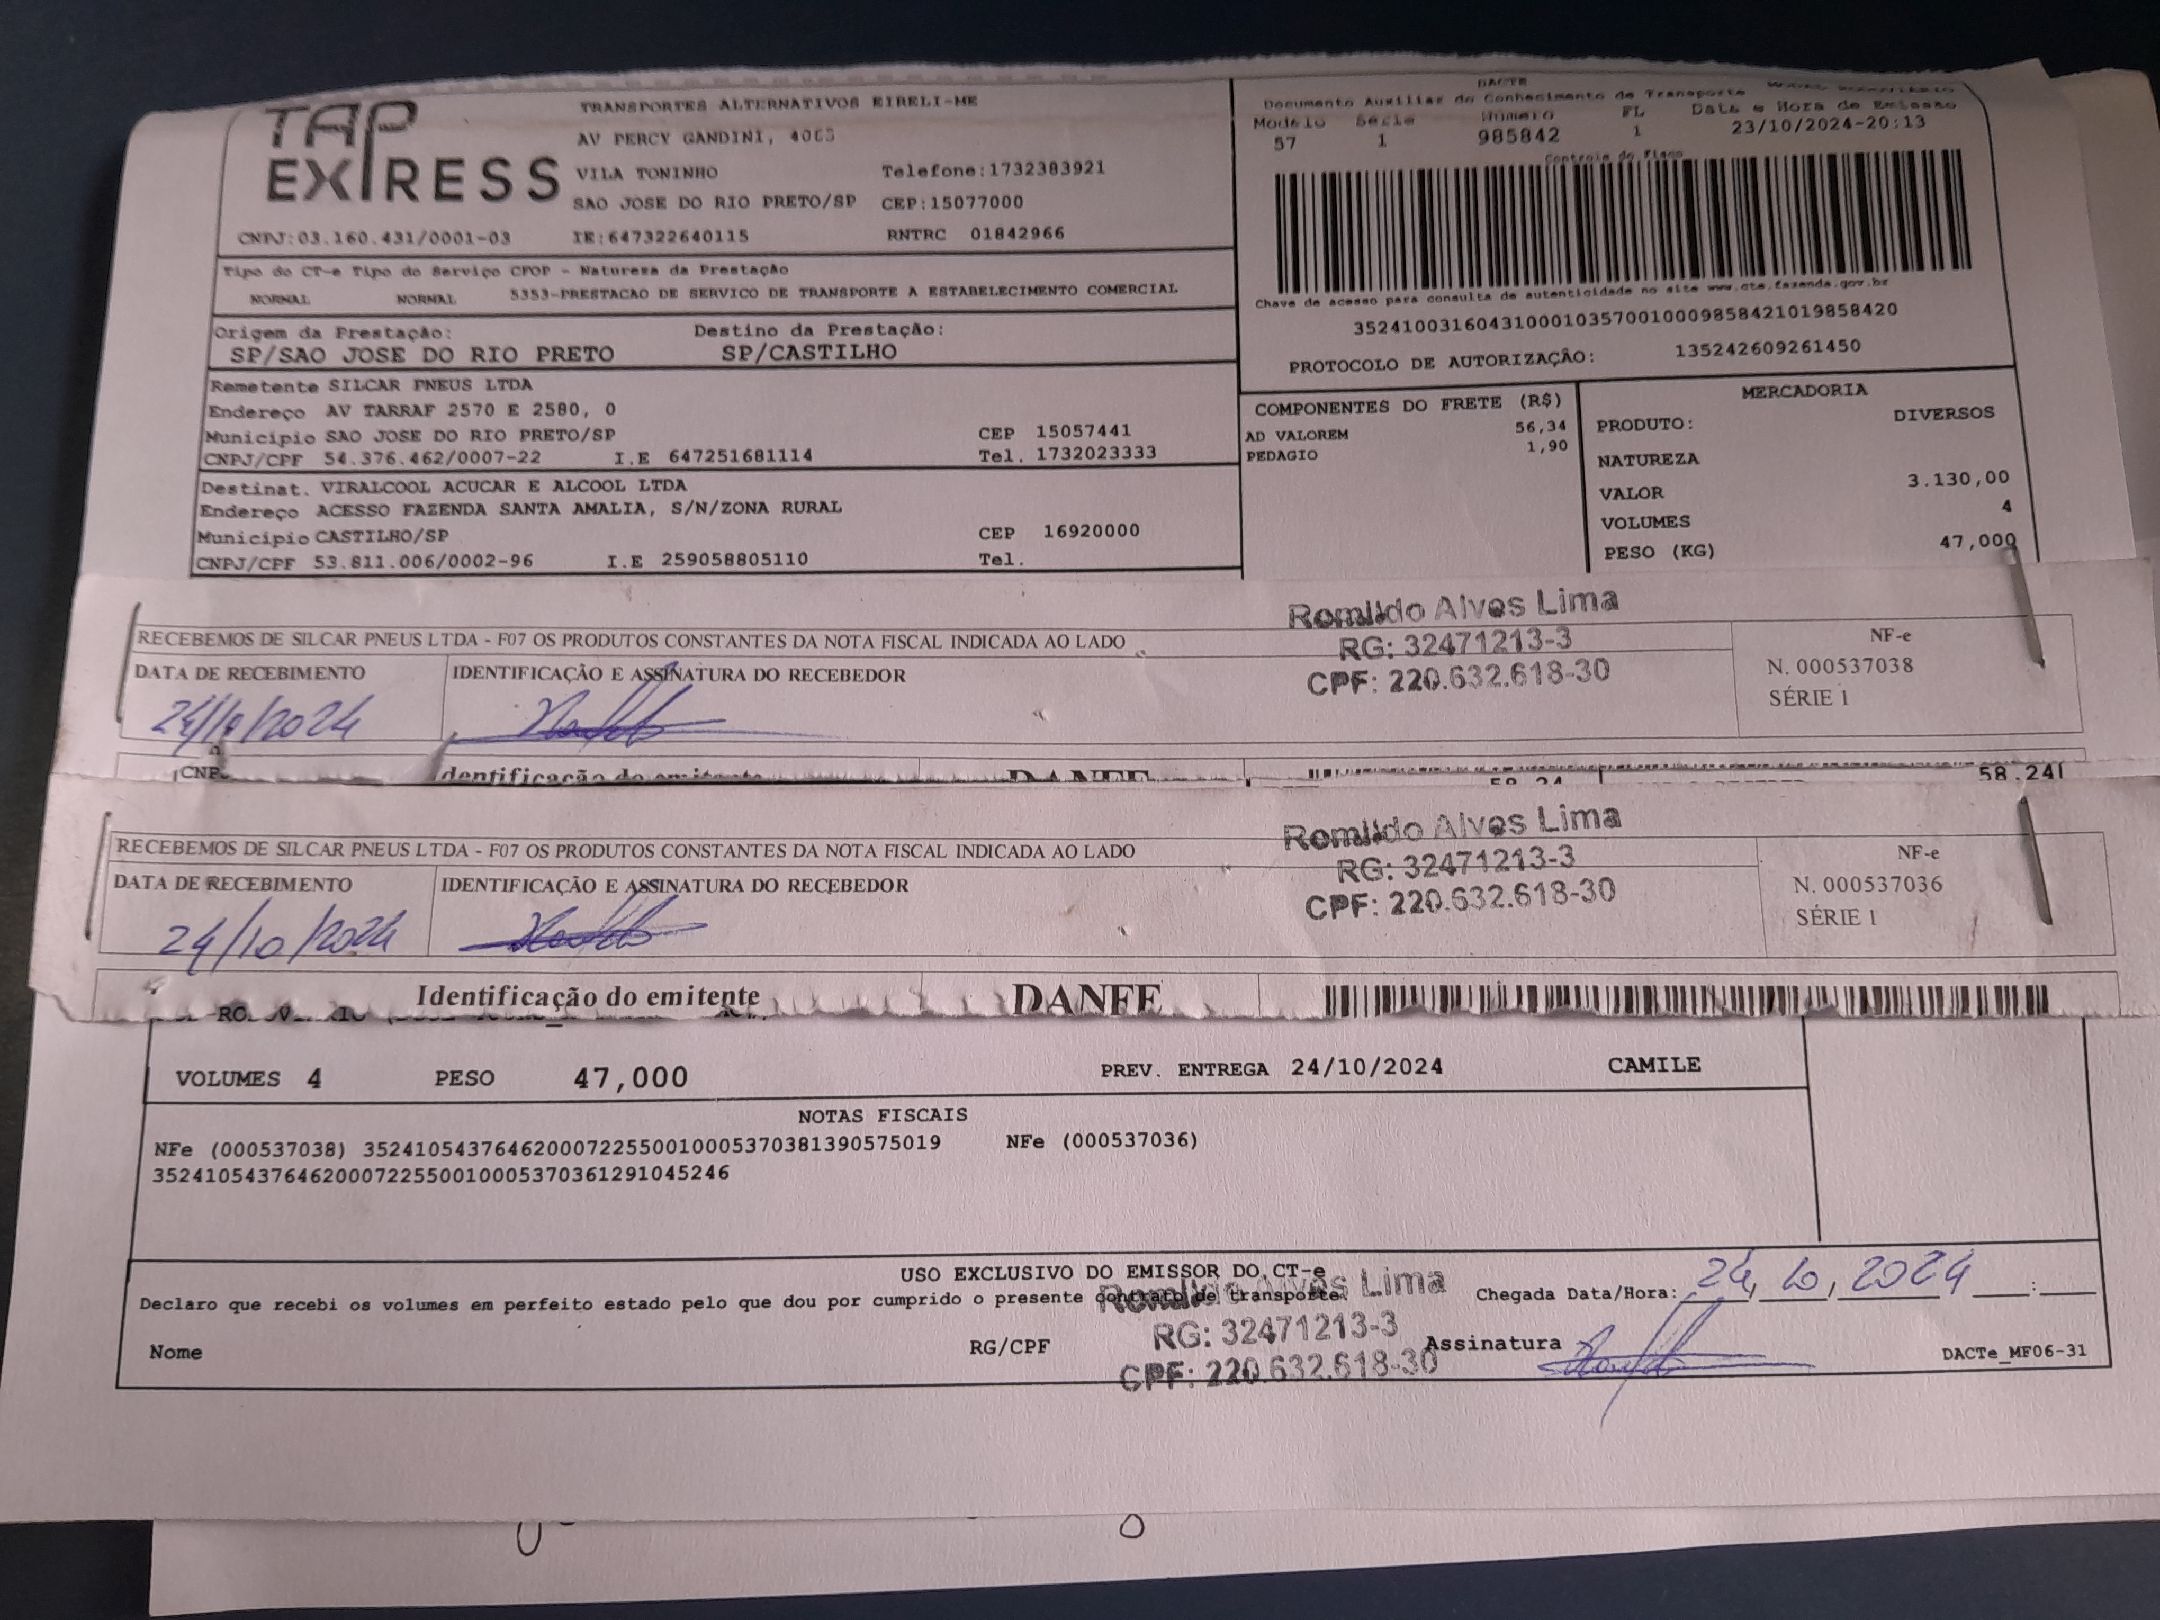 TAP
EXPRESS
TRANSPORTES ALTERNATIVOS EIRELI-ME
AV PERCY GANDINI, 4063
VILA TONINHO Telefone:1732383921
SAO JOSE DO RIO PRETO/SP CEP:15077000
CNPJ:03.160.431/0001-03 IE:647322640115 RNTRC 01842966
DACTE
Documento Auxiliar do Conhecimento de Transporte
Modelo Série Número FL Data e Hora de Emissão
57 1 985842 1 23/10/2024-20:13
Controle do Fisco
Chave de acesso para consulta de autenticidade no site www.cte.fazenda.gov.br
35241003160431000103570010009858421019858420
PROTOCOLO DE AUTORIZAÇÃO: 135242609261450
Tipo do CT-e Tipo do Serviço CFOP - Natureza da Prestação
NORMAL NORMAL 5353-PRESTACAO DE SERVICO DE TRANSPORTE A ESTABELECIMENTO COMERCIAL
Origem da Prestação: Destino da Prestação:
SP/SAO JOSE DO RIO PRETO SP/CASTILHO
Remetente SILCAR PNEUS LTDA
Endereço AV TARRAF 2570 E 2580, 0
Município SAO JOSE DO RIO PRETO/SP CEP 15057441
CNPJ/CPF 54.376.462/0007-22 I.E 647251681114 Tel. 1732023333
Destinat. VIRALCOOL ACUCAR E ALCOOL LTDA
Endereço ACESSO FAZENDA SANTA AMALIA, S/N/ZONA RURAL
Município CASTILHO/SP CEP 16920000
CNPJ/CPF 53.811.006/0002-96 I.E 259058805110 Tel.
COMPONENTES DO FRETE (R$)
AD VALOREM 56,34
PEDAGIO 1,90
MERCADORIA
PRODUTO: DIVERSOS
NATUREZA
VALOR 3.130,00
VOLUMES 4
PESO (KG) 47,000
Romildo Alves Lima
RG: 32471213-3
CPF: 220.632.618-30
RECEBEMOS DE SILCAR PNEUS LTDA - F07 OS PRODUTOS CONSTANTES DA NOTA FISCAL INDICADA AO LADO
DATA DE RECEBIMENTO IDENTIFICAÇÃO E ASSINATURA DO RECEBEDOR
24/10/2024
NF-e
N. 000537038
SÉRIE 1
CNP
Identificação do emitente DANFE
58,24 58,24
Romildo Alves Lima
RG: 32471213-3
CPF: 220.632.618-30
RECEBEMOS DE SILCAR PNEUS LTDA - F07 OS PRODUTOS CONSTANTES DA NOTA FISCAL INDICADA AO LADO
DATA DE RECEBIMENTO IDENTIFICAÇÃO E ASSINATURA DO RECEBEDOR
24/10/2024
NF-e
N. 000537036
SÉRIE 1
Identificação do emitente DANFE
VOLUMES 4 PESO 47,000 PREV. ENTREGA 24/10/2024 CAMILE
NOTAS FISCAIS
NFe (000537038) 35241054376462000722550010005370381390575019 NFe (000537036)
35241054376462000722550010005370361291045246
USO EXCLUSIVO DO EMISSOR DO CT-e
Declaro que recebi os volumes em perfeito estado pelo que dou por cumprido o presente contrato de transporte.
Chegada Data/Hora: 24, 10, 2024 :
Romildo Alves Lima
RG: 32471213-3
CPF: 220.632.618-30
Nome RG/CPF Assinatura
DACTe_MF06-31